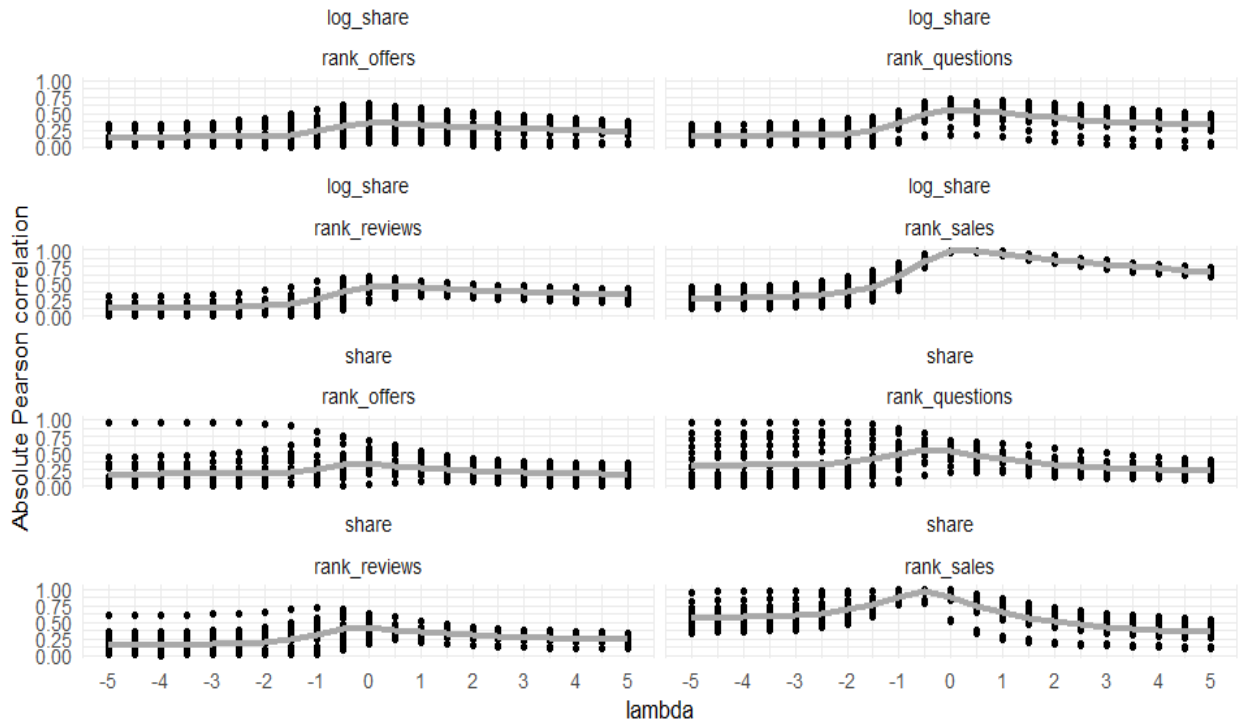 log_share log_share
rank_offers rank_questions
1.00
0.75
0.50
0.25
0.00
log_share log_share
rank_reviews rank_sales
1.00
0.75
0.50
0.25
0.00
share share
rank_offers rank_questions
1.00
0.75
0.50
0.25
0.00
share share
rank_reviews rank_sales
1.00
0.75
0.50
0.25
0.00
-5 -4 -3 -2 -1 0 1 2 3 4 5 -5 -4 -3 -2 -1 0 1 2 3 4 5
lambda
Absolute Pearson correlation